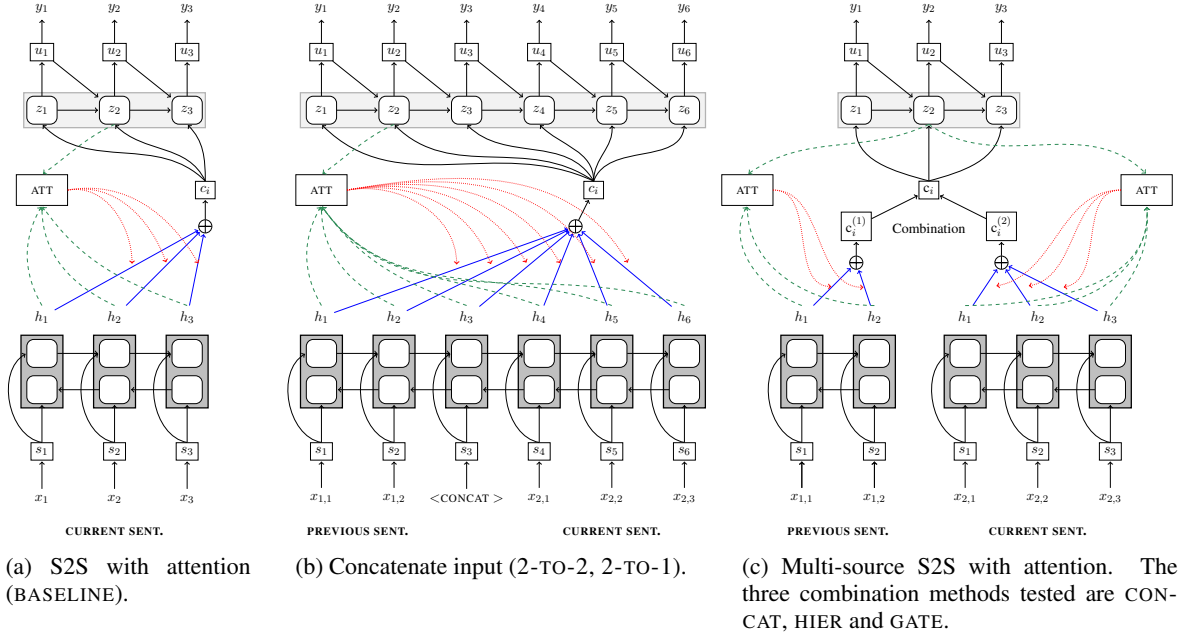 y1 y2 y3 y1 y2 y3 y4 y5 y6 y1 y2 y3
u1 u2 u3 u1 u2 u3 u4 u5 u6 u1 u2 u3
z1 z2 z3 z1 z2 z3 z4 z5 z6 z1 z2 z3
ATT ci ATT ci ATT ci ATT
ci(1) Combination ci(2)
h1 h2 h3 h1 h2 h3 h4 h5 h6 h1 h2 h1 h2 h3
s1 s2 s3 s1 s2 s3 s4 s5 s6 s1 s2 s1 s2 s3
x1 x2 x3 x1,1 x1,2 <CONCAT> x2,1 x2,2 x2,3 x1,1 x1,2 x2,1 x2,2 x2,3
CURRENT SENT. PREVIOUS SENT. CURRENT SENT. PREVIOUS SENT. CURRENT SENT.
(a) S2S with attention
(BASELINE).
(b) Concatenate input (2-TO-2, 2-TO-1).
(c) Multi-source S2S with attention. The
three combination methods tested are CON-
CAT, HIER and GATE.